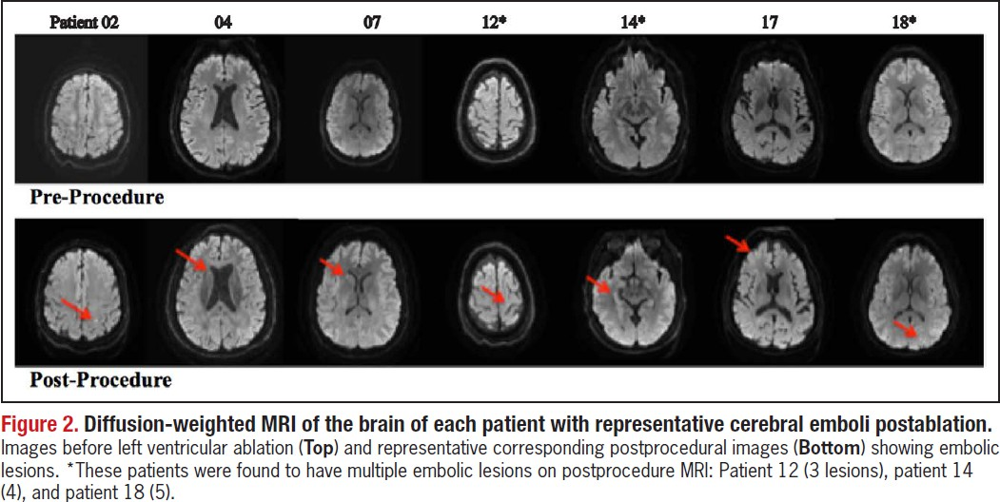 Patient 02 04 07 12* 14* 17 18*
Pre-Procedure
Post-Procedure
Figure 2. Diffusion-weighted MRI of the brain of each patient with representative cerebral emboli postablation.
Images before left ventricular ablation (Top) and representative corresponding postprocedural images (Bottom) showing embolic
lesions. *These patients were found to have multiple embolic lesions on postprocedure MRI: Patient 12 (3 lesions), patient 14
(4), and patient 18 (5).